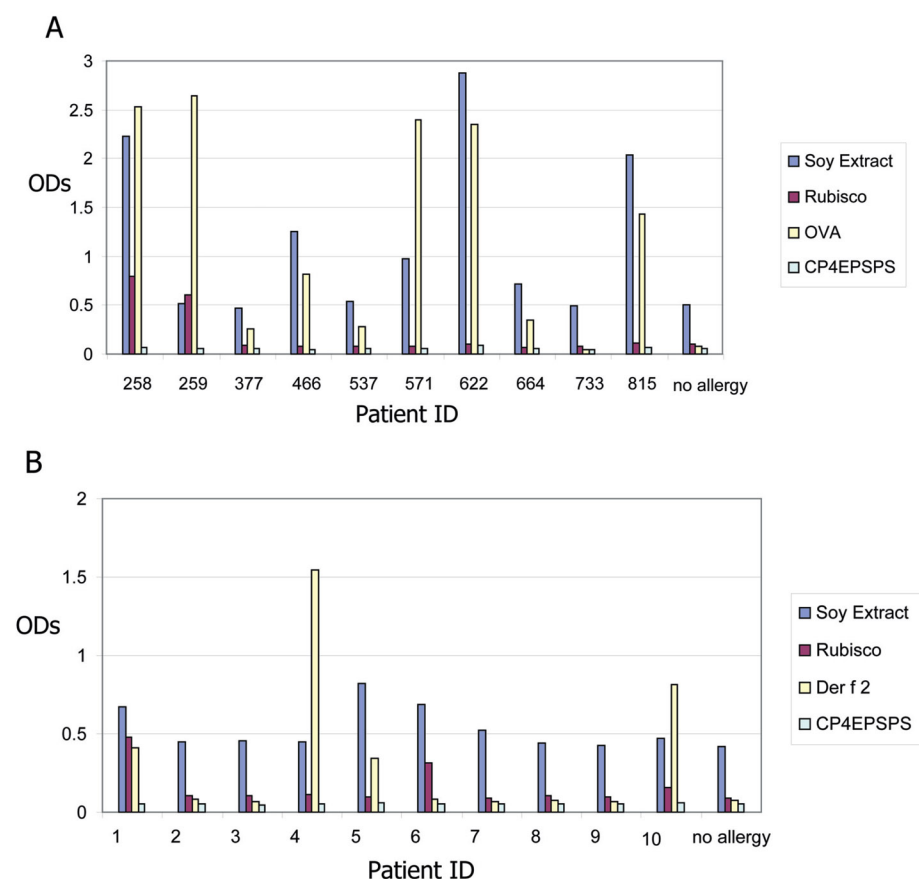 A
3
2.5
2
1.5
1
0.5
0
ODs
258 259 377 466 537 571 622 664 733 815 no allergy
Patient ID
Soy Extract
Rubisco
OVA
CP4EPSPS
B
2
1.5
1
0.5
0
ODs
1 2 3 4 5 6 7 8 9 10 no allergy
Patient ID
Soy Extract
Rubisco
Der f 2
CP4EPSPS